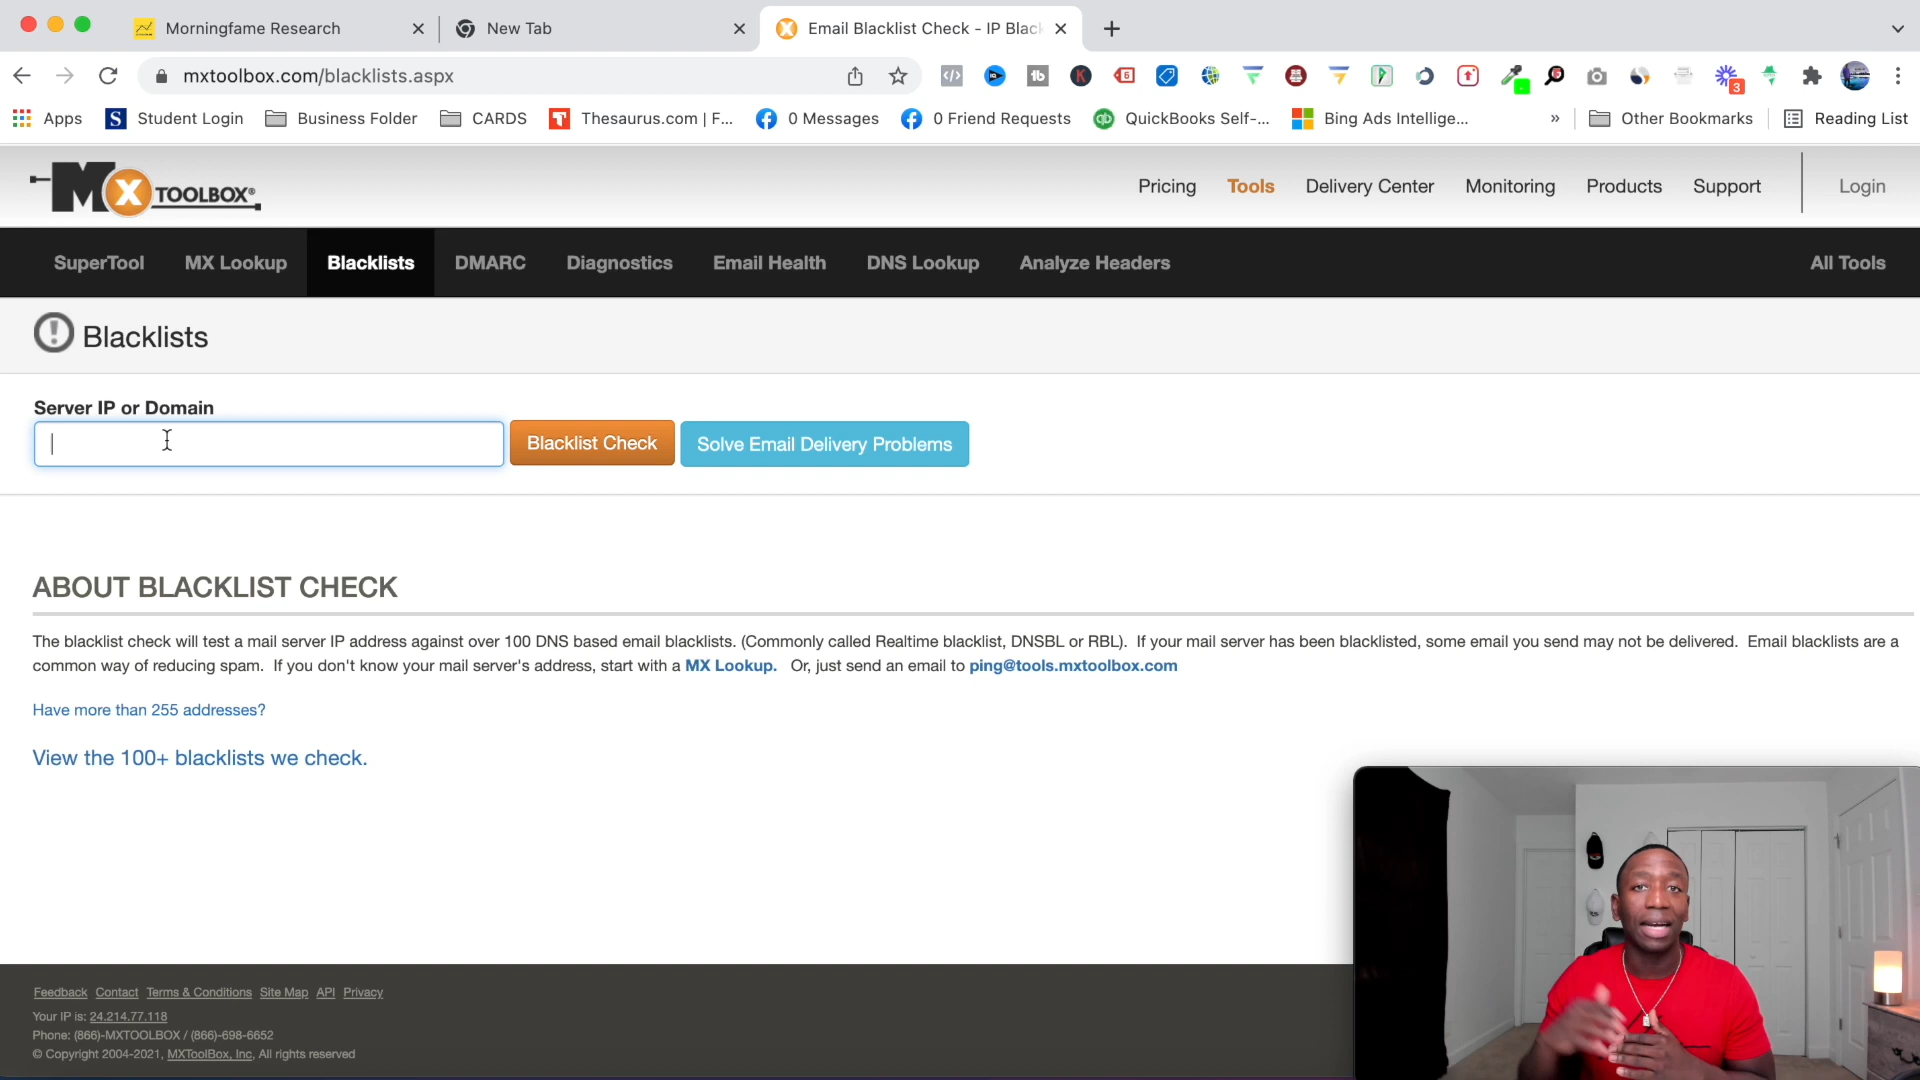 Morningfame Research
New Tab
Email Blacklist Check - IP Blac
mxtoolbox.com/blacklists.aspx
6
3
Apps
S
Student Login
Business Folder
CARDS
Thesaurus.com | F...
0 Messages
0 Friend Requests
QuickBooks Self-...
Bing Ads Intellige...
»
Other Bookmarks
Reading List
MX TOOLBOX®
Pricing
Tools
Delivery Center
Monitoring
Products
Support
Login
SuperTool
MX Lookup
Blacklists
DMARC
Diagnostics
Email Health
DNS Lookup
Analyze Headers
All Tools
Blacklists
Server IP or Domain
Blacklist Check
Solve Email Delivery Problems
ABOUT BLACKLIST CHECK
The blacklist check will test a mail server IP address against over 100 DNS based email blacklists. (Commonly called Realtime blacklist, DNSBL or RBL). If your mail server has been blacklisted, some email you send may not be delivered. Email blacklists are a
common way of reducing spam. If you don't know your mail server's address, start with a MX Lookup. Or, just send an email to ping@tools.mxtoolbox.com
Have more than 255 addresses?
View the 100+ blacklists we check.
Feedback Contact Terms & Conditions Site Map API Privacy
Your IP is: 24.214.77.118
Phone: (866)-MXTOOLBOX / (866)-698-6652
© Copyright 2004-2021, MXToolBox, Inc, All rights reserved